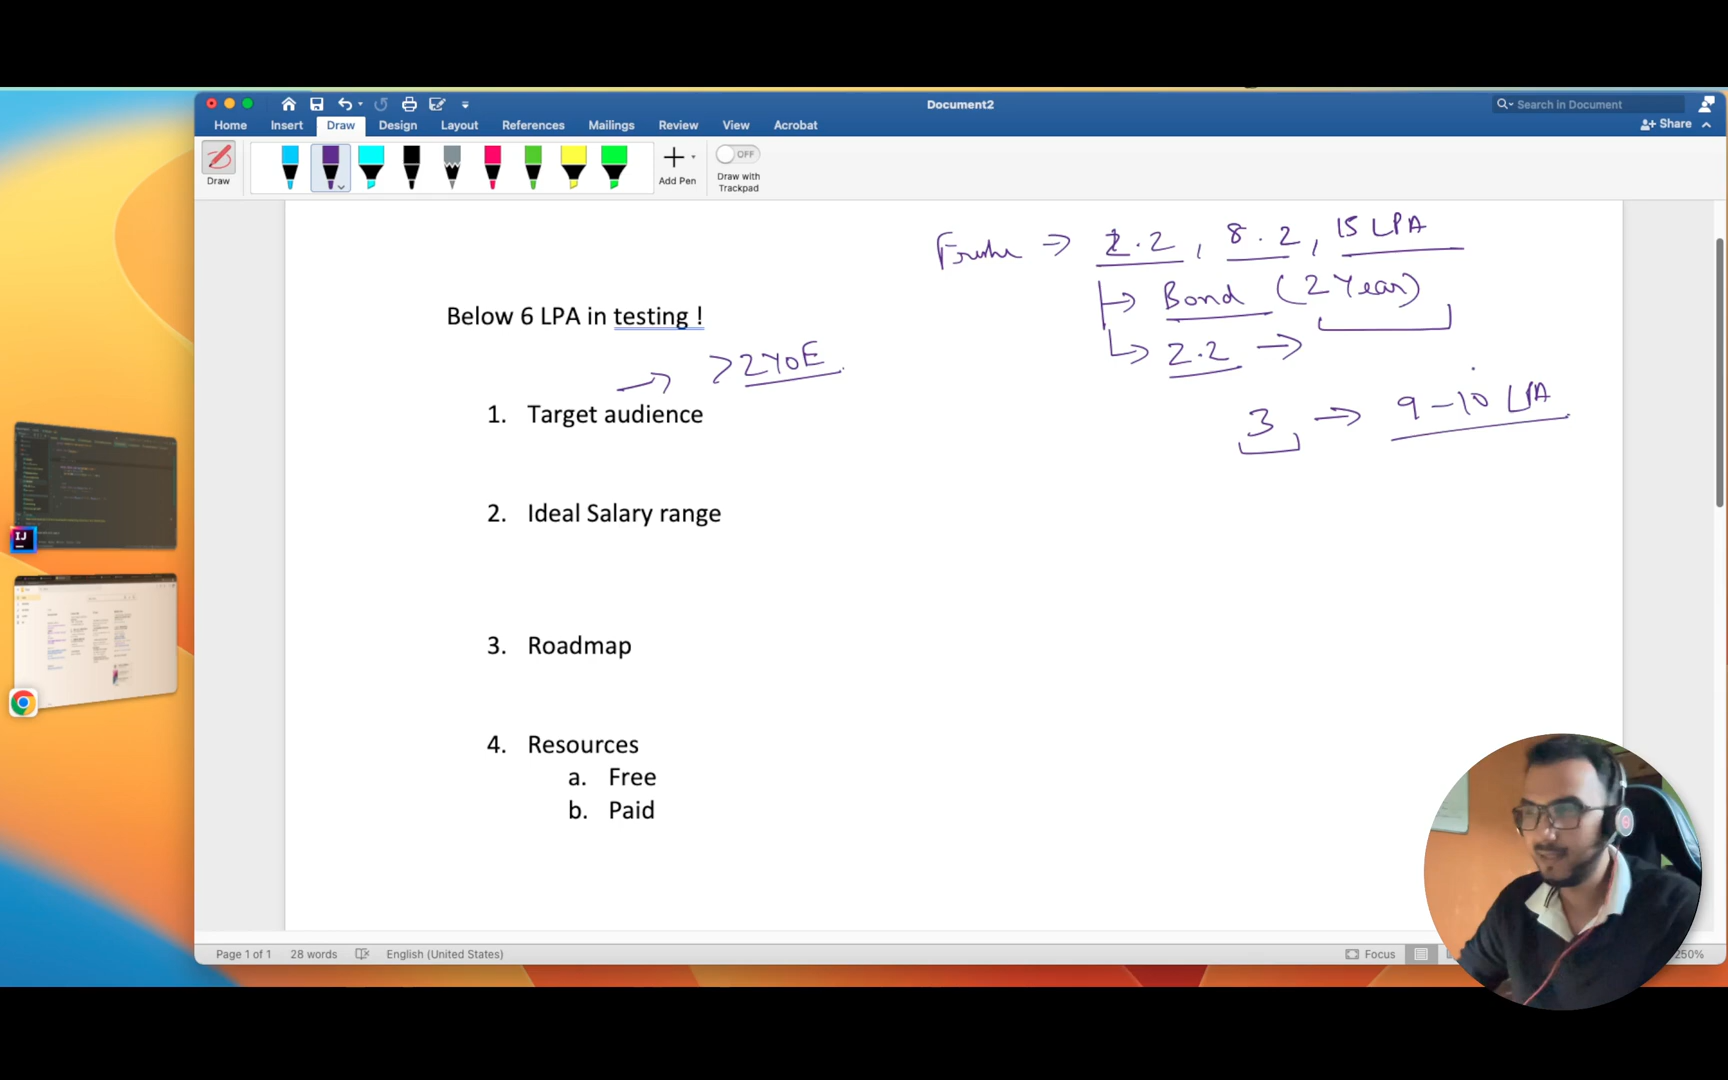 Document2
Search in Document
Home Insert Draw Design Layout References Mailings Review View Acrobat
Share
Draw
Add Pen
OFF
Draw with
Trackpad
⇒ 2.2, 8.2, 15 LPA
→ Bond (2 Year)
→ 2.2 →
3 → 9-10 LPA
Below 6 LPA in testing !
→ >2YOE
1. Target audience
2. Ideal Salary range
3. Roadmap
4. Resources
a. Free
b. Paid
IJ
Page 1 of 1 28 words English (United States) Focus 250%